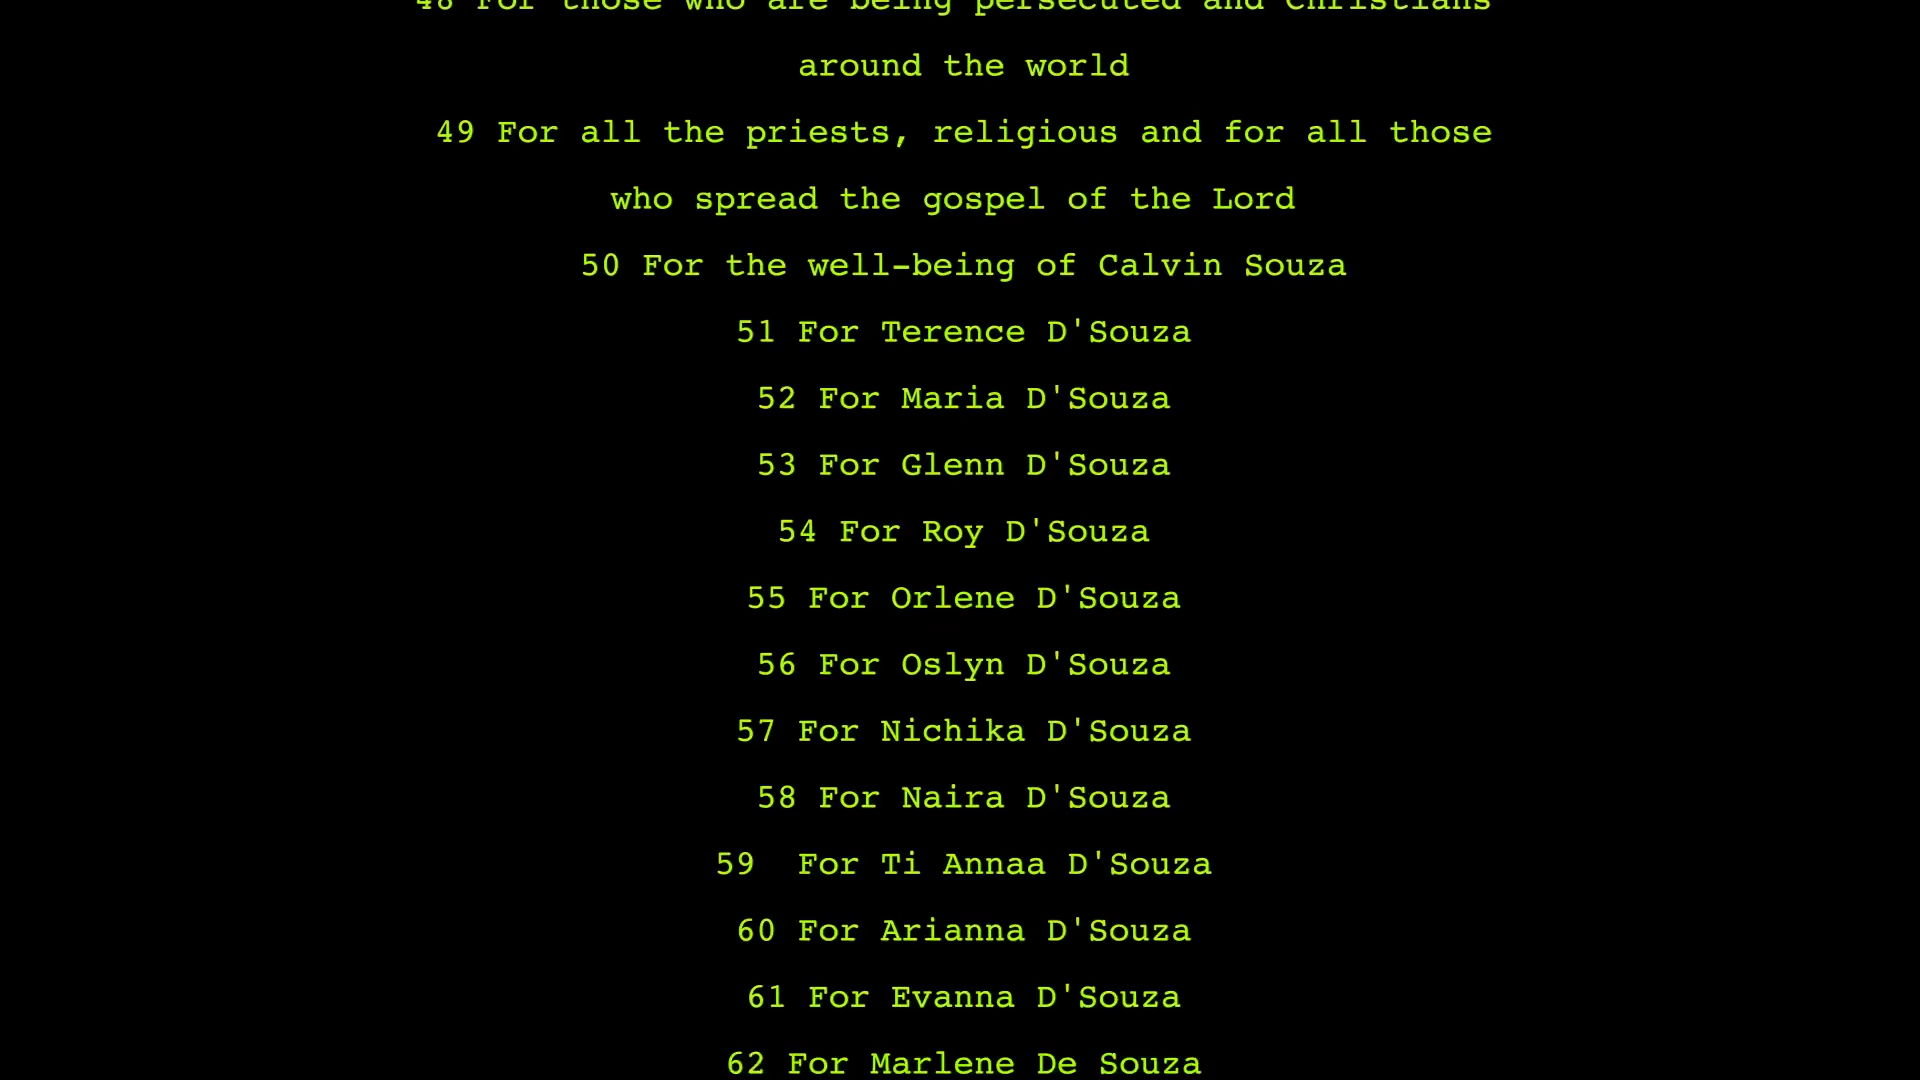 48 For those who are being persecuted and Christians
around the world
49 For all the priests, religious and for all those
who spread the gospel of the Lord
50 For the well-being of Calvin Souza
51 For Terence D'Souza
52 For Maria D'Souza
53 For Glenn D'Souza
54 For Roy D'Souza
55 For Orlene D'Souza
56 For Oslyn D'Souza
57 For Nichika D'Souza
58 For Naira D'Souza
59  For Ti Annaa D'Souza
60 For Arianna D'Souza
61 For Evanna D'Souza
62 For Marlene De Souza